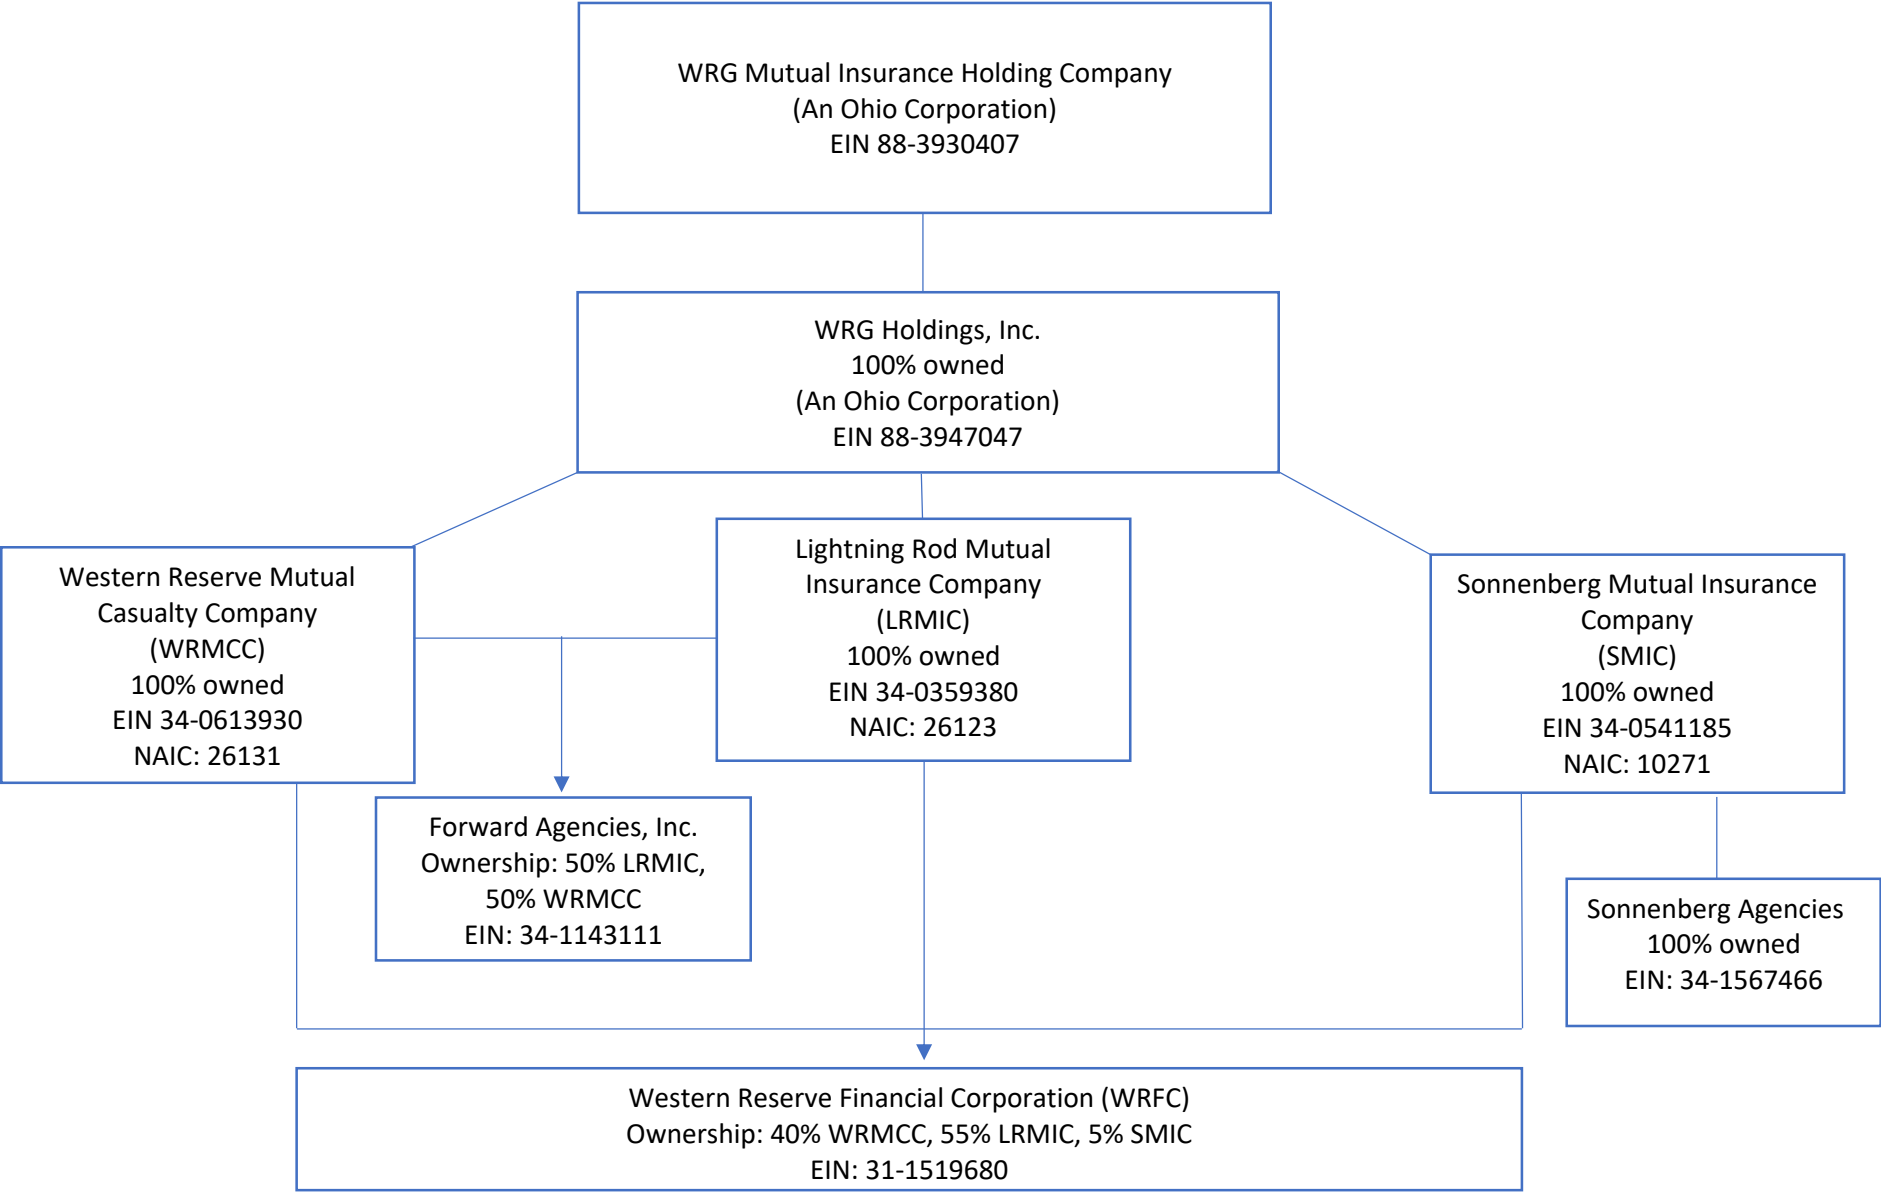 WRG Mutual Insurance Holding Company
(An Ohio Corporation)
EIN 88-3930407
WRG Holdings, Inc.
100% owned
(An Ohio Corporation)
EIN 88-3947047
Western Reserve Mutual
Casualty Company
(WRMCC)
100% owned
EIN 34-0613930
NAIC: 26131
Lightning Rod Mutual
Insurance Company
(LRMIC)
100% owned
EIN 34-0359380
NAIC: 26123
Sonnenberg Mutual Insurance
Company
(SMIC)
100% owned
EIN 34-0541185
NAIC: 10271
Forward Agencies, Inc.
Ownership: 50% LRMIC,
50% WRMCC
EIN: 34-1143111
Sonnenberg Agencies
100% owned
EIN: 34-1567466
Western Reserve Financial Corporation (WRFC)
Ownership: 40% WRMCC, 55% LRMIC, 5% SMIC
EIN: 31-1519680